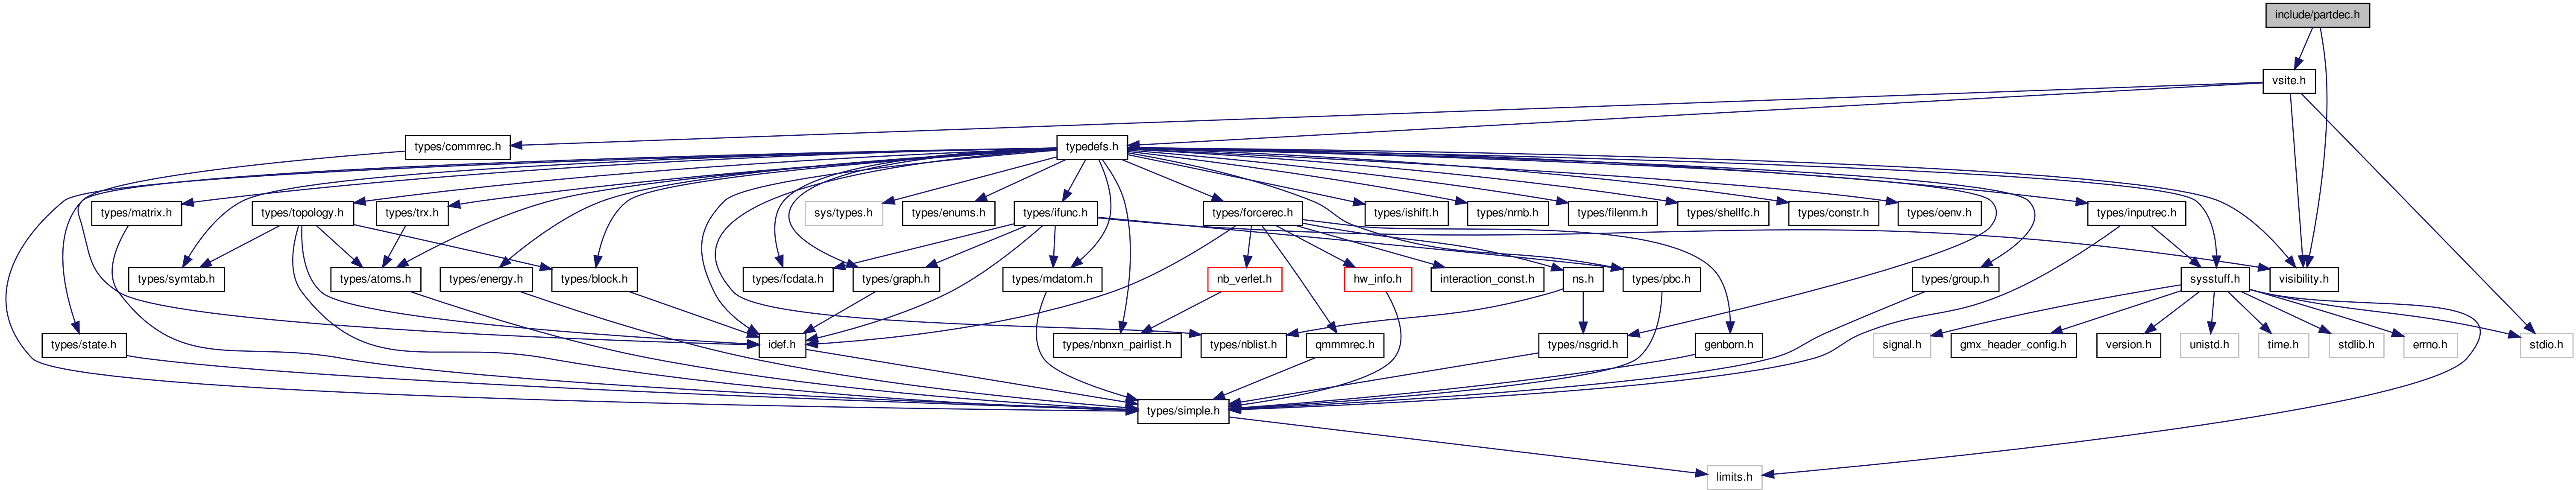 include/partdec.h
vsite.h
types/commrec.h
typedefs.h
types/matrix.h
types/topology.h
types/trx.h
sys/types.h
types/enums.h
types/ifunc.h
types/forcerec.h
types/ishift.h
types/nrnb.h
types/filenm.h
types/shellfc.h
types/constr.h
types/oenv.h
types/inputrec.h
types/symtab.h
types/atoms.h
types/energy.h
types/block.h
types/fcdata.h
types/graph.h
types/mdatom.h
nb_verlet.h
hw_info.h
interaction_const.h
ns.h
types/pbc.h
types/group.h
sysstuff.h
visibility.h
types/state.h
idef.h
types/nbnxn_pairlist.h
types/nblist.h
qmmmrec.h
types/nsgrid.h
genborn.h
signal.h
gmx_header_config.h
version.h
unistd.h
time.h
stdlib.h
errno.h
stdio.h
types/simple.h
limits.h